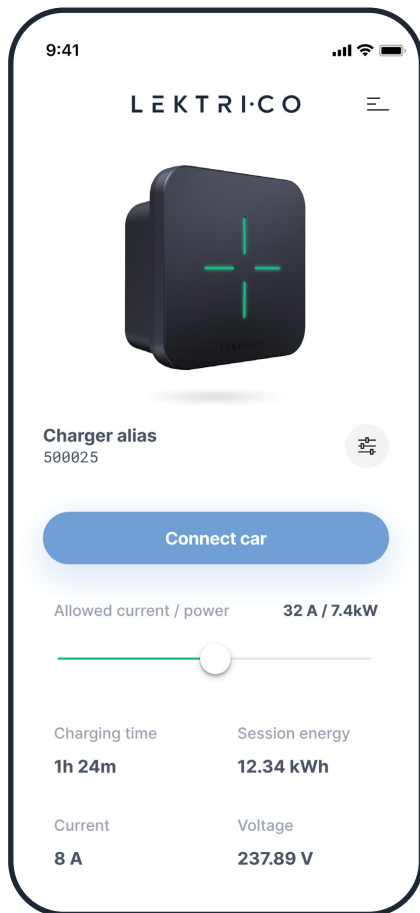 9:41
LEKTRI·CO
Charger alias
500025
Connect car
Allowed current / power 32 A / 7.4kW
Charging time Session energy
1h 24m 12.34 kWh
Current Voltage
8 A 237.89 V